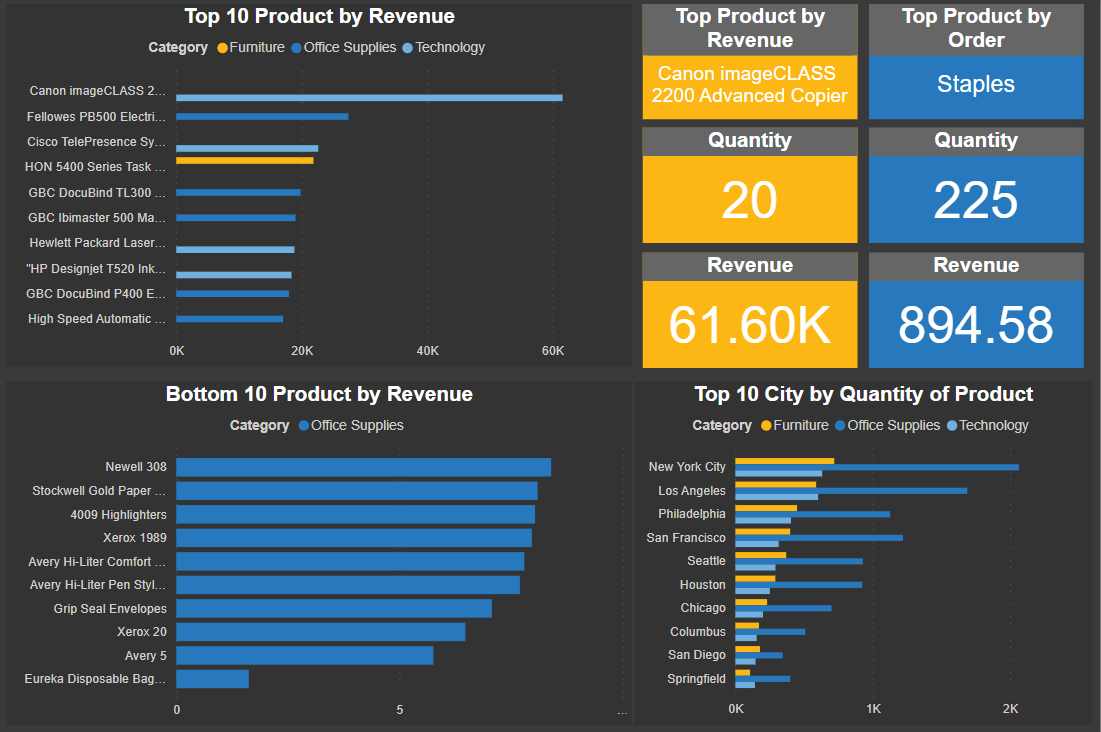 Top 10 Product by Revenue
Category Furniture Office Supplies Technology
Canon imageCLASS 2...
Fellowes PB500 Electri...
Cisco TelePresence Sy...
HON 5400 Series Task ...
GBC DocuBind TL300 ...
GBC Ibimaster 500 Ma...
Hewlett Packard Laser...
"HP Designjet T520 Ink...
GBC DocuBind P400 E...
High Speed Automatic ...
0K 20K 40K 60K
Top Product by
Revenue
Canon imageCLASS
2200 Advanced Copier
Quantity
20
Revenue
61.60K
Top Product by
Order
Staples
Quantity
225
Revenue
894.58
Bottom 10 Product by Revenue
Category Office Supplies
Newell 308
Stockwell Gold Paper ...
4009 Highlighters
Xerox 1989
Avery Hi-Liter Comfort ...
Avery Hi-Liter Pen Styl...
Grip Seal Envelopes
Xerox 20
Avery 5
Eureka Disposable Bag...
0 5 ...
Top 10 City by Quantity of Product
Category Furniture Office Supplies Technology
New York City
Los Angeles
Philadelphia
San Francisco
Seattle
Houston
Chicago
Columbus
San Diego
Springfield
0K 1K 2K